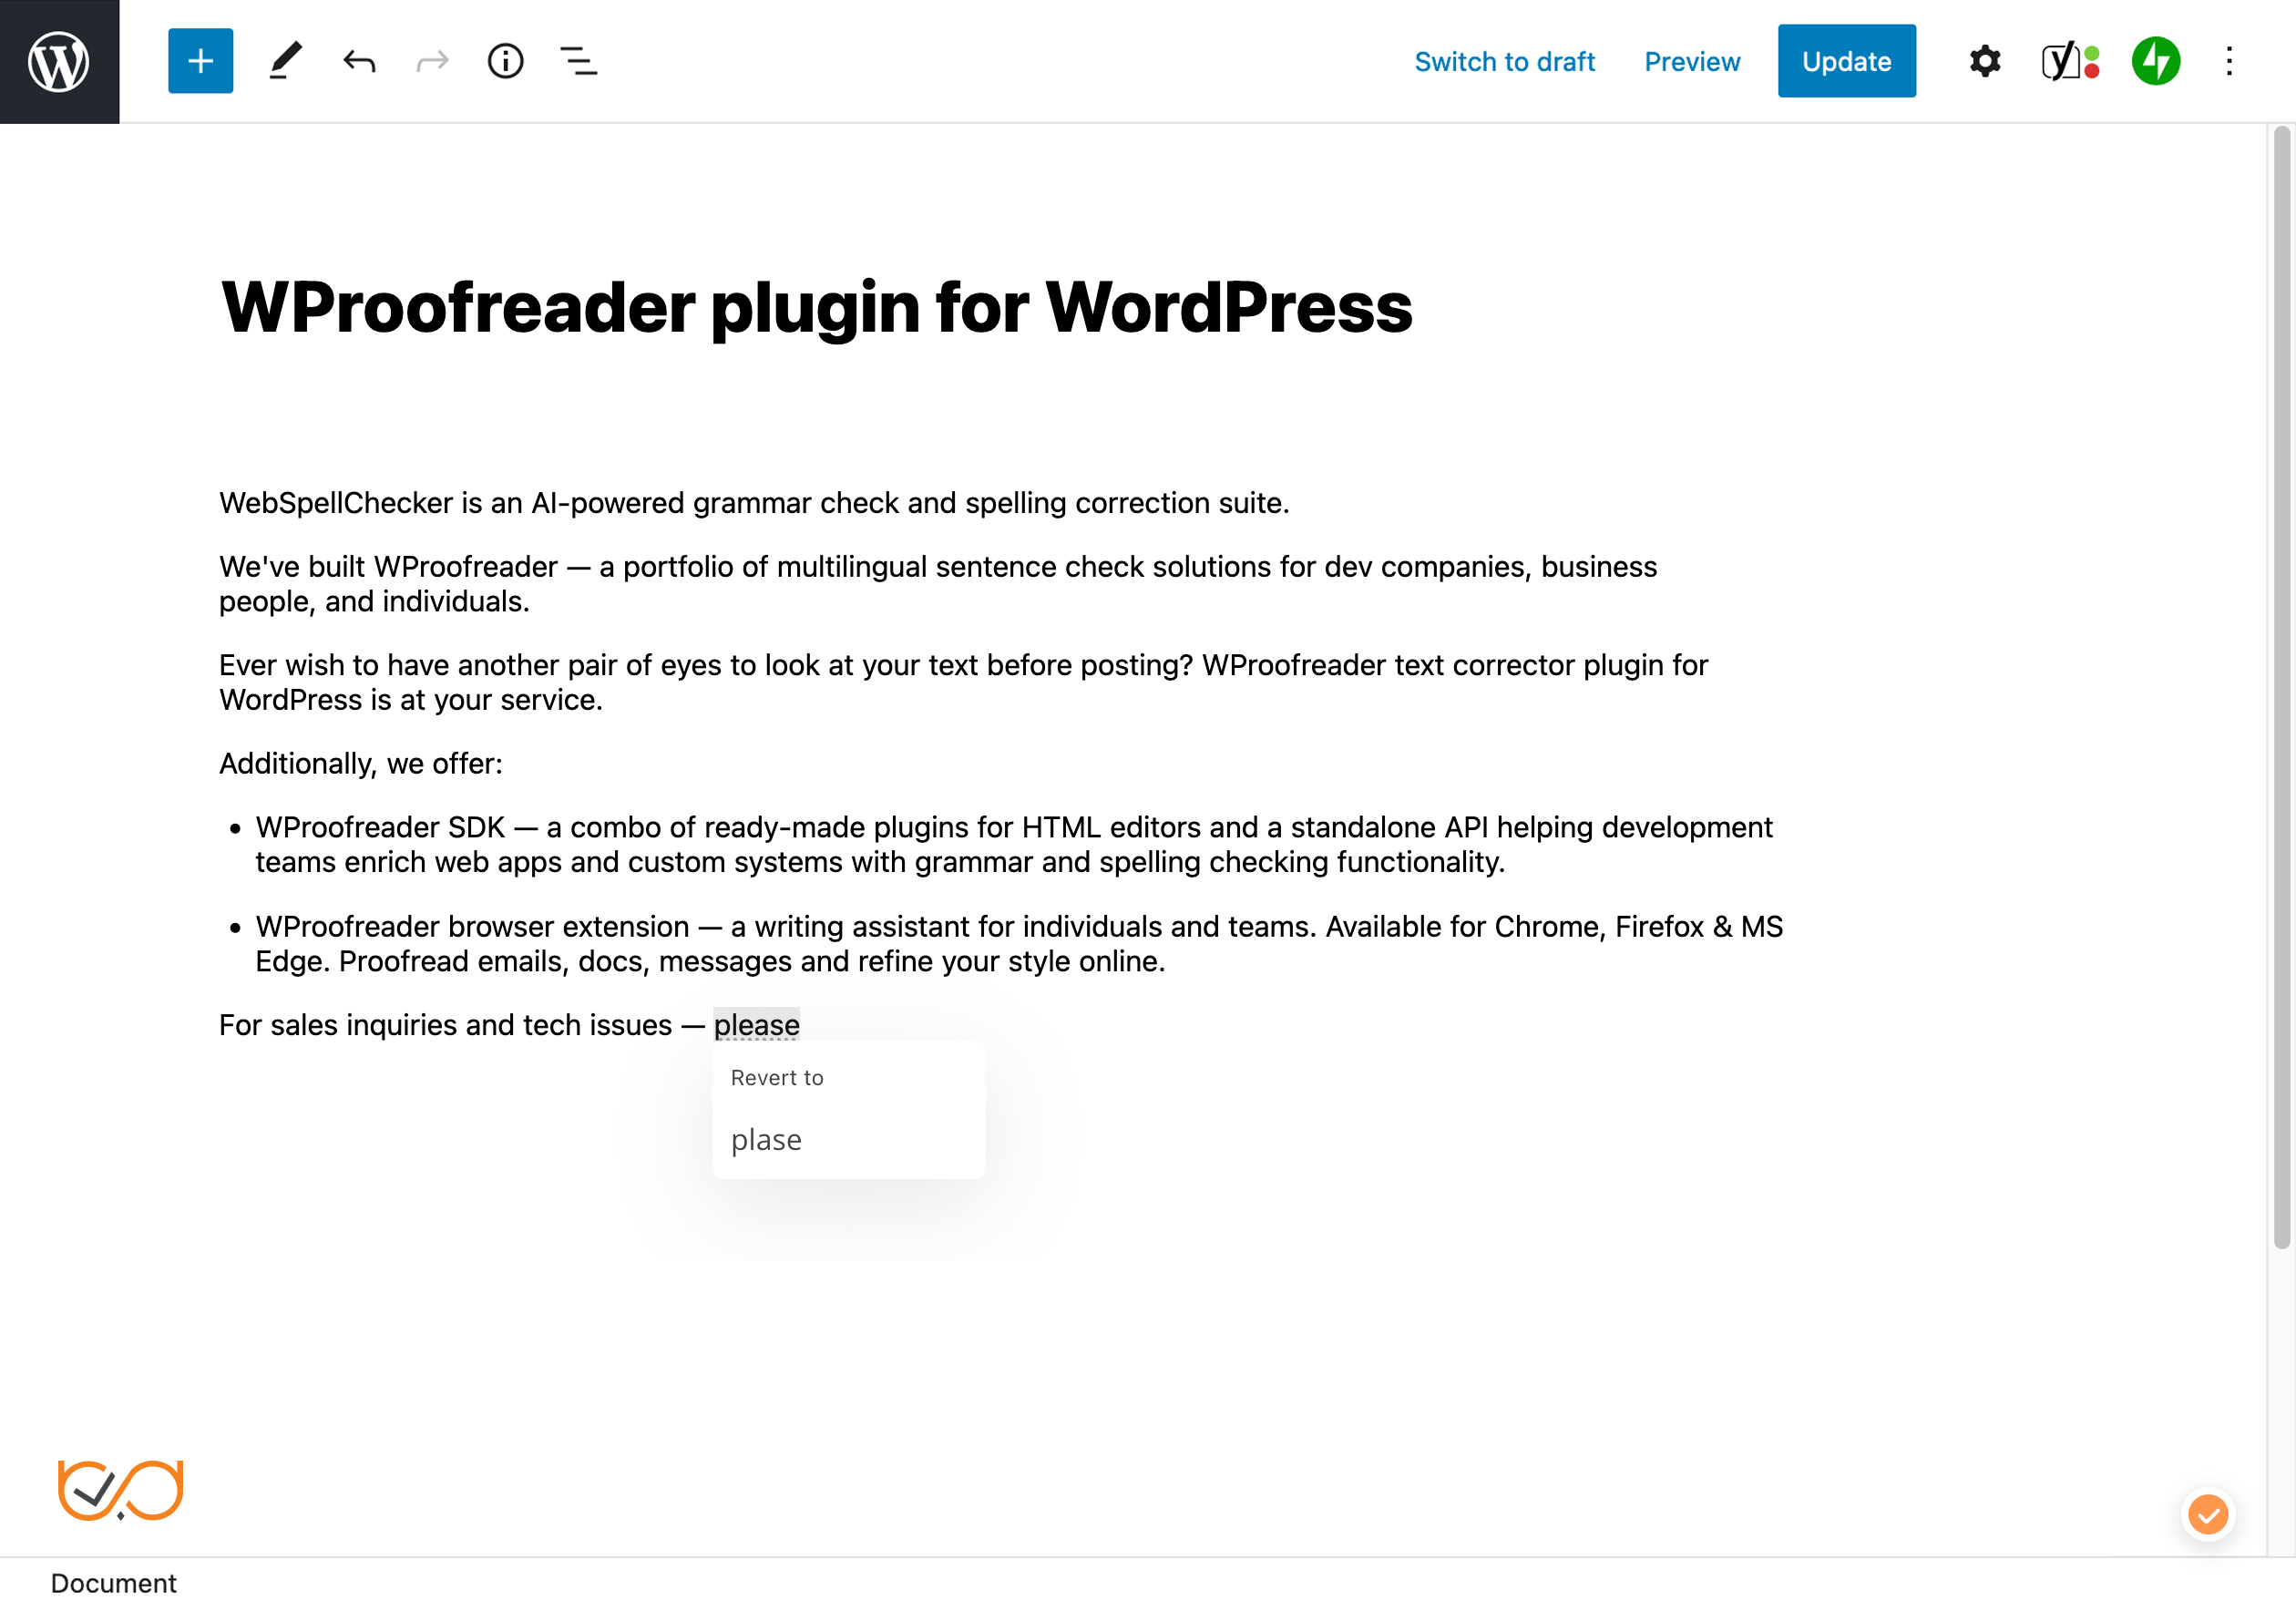 Switch to draft Preview Update
WProofreader plugin for WordPress
WebSpellChecker is an AI-powered grammar check and spelling correction suite.
We've built WProofreader — a portfolio of multilingual sentence check solutions for dev companies, business
people, and individuals.
Ever wish to have another pair of eyes to look at your text before posting? WProofreader text corrector plugin for
WordPress is at your service.
Additionally, we offer:
• WProofreader SDK — a combo of ready-made plugins for HTML editors and a standalone API helping development
teams enrich web apps and custom systems with grammar and spelling checking functionality.
• WProofreader browser extension — a writing assistant for individuals and teams. Available for Chrome, Firefox & MS
Edge. Proofread emails, docs, messages and refine your style online.
For sales inquiries and tech issues — please
Revert to
plase
Document